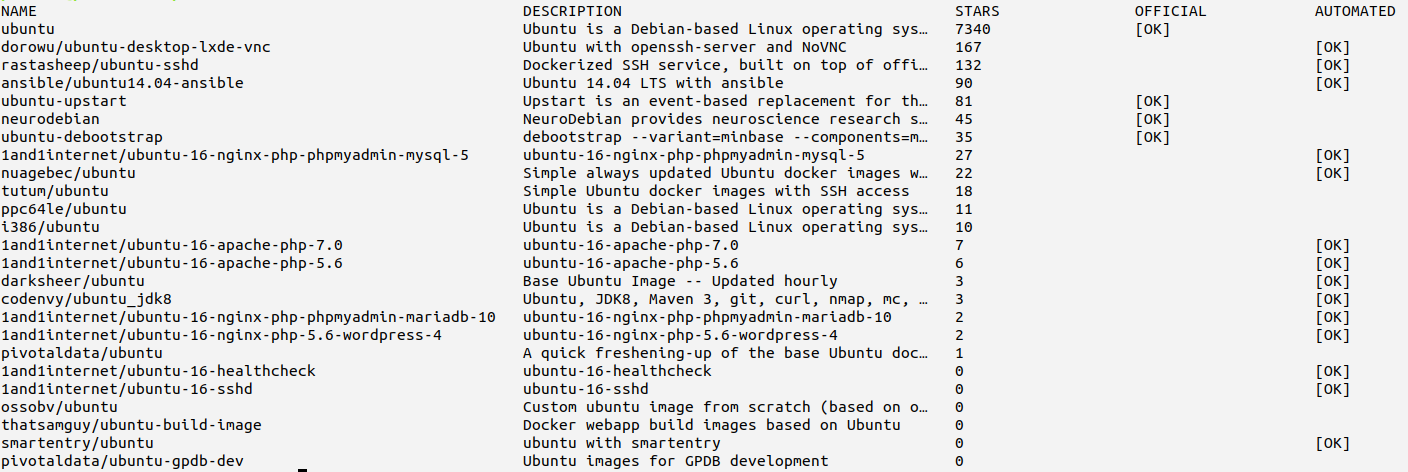 NAME DESCRIPTION STARS OFFICIAL AUTOMATED
ubuntu Ubuntu is a Debian-based Linux operating sys… 7340 [OK]
dorowu/ubuntu-desktop-lxde-vnc Ubuntu with openssh-server and NoVNC 167 [OK]
rastasheep/ubuntu-sshd Dockerized SSH service, built on top of offi… 132 [OK]
ansible/ubuntu14.04-ansible Ubuntu 14.04 LTS with ansible 90 [OK]
ubuntu-upstart Upstart is an event-based replacement for th… 81 [OK]
neurodebian NeuroDebian provides neuroscience research s… 45 [OK]
ubuntu-debootstrap debootstrap --variant=minbase --components=m… 35 [OK]
1and1internet/ubuntu-16-nginx-php-phpmyadmin-mysql-5 ubuntu-16-nginx-php-phpmyadmin-mysql-5 27 [OK]
nuagebec/ubuntu Simple always updated Ubuntu docker images w… 22 [OK]
tutum/ubuntu Simple Ubuntu docker images with SSH access 18
ppc64le/ubuntu Ubuntu is a Debian-based Linux operating sys… 11
i386/ubuntu Ubuntu is a Debian-based Linux operating sys… 10
1and1internet/ubuntu-16-apache-php-7.0 ubuntu-16-apache-php-7.0 7 [OK]
1and1internet/ubuntu-16-apache-php-5.6 ubuntu-16-apache-php-5.6 6 [OK]
darksheer/ubuntu Base Ubuntu Image -- Updated hourly 3 [OK]
codenvy/ubuntu_jdk8 Ubuntu, JDK8, Maven 3, git, curl, nmap, mc, … 3 [OK]
1and1internet/ubuntu-16-nginx-php-phpmyadmin-mariadb-10 ubuntu-16-nginx-php-phpmyadmin-mariadb-10 2 [OK]
1and1internet/ubuntu-16-nginx-php-5.6-wordpress-4 ubuntu-16-nginx-php-5.6-wordpress-4 2 [OK]
pivotaldata/ubuntu A quick freshening-up of the base Ubuntu doc… 1
1and1internet/ubuntu-16-healthcheck ubuntu-16-healthcheck 0 [OK]
1and1internet/ubuntu-16-sshd ubuntu-16-sshd 0 [OK]
ossobv/ubuntu Custom ubuntu image from scratch (based on o… 0
thatsamguy/ubuntu-build-image Docker webapp build images based on Ubuntu 0
smartentry/ubuntu ubuntu with smartentry 0 [OK]
pivotaldata/ubuntu-gpdb-dev Ubuntu images for GPDB development 0